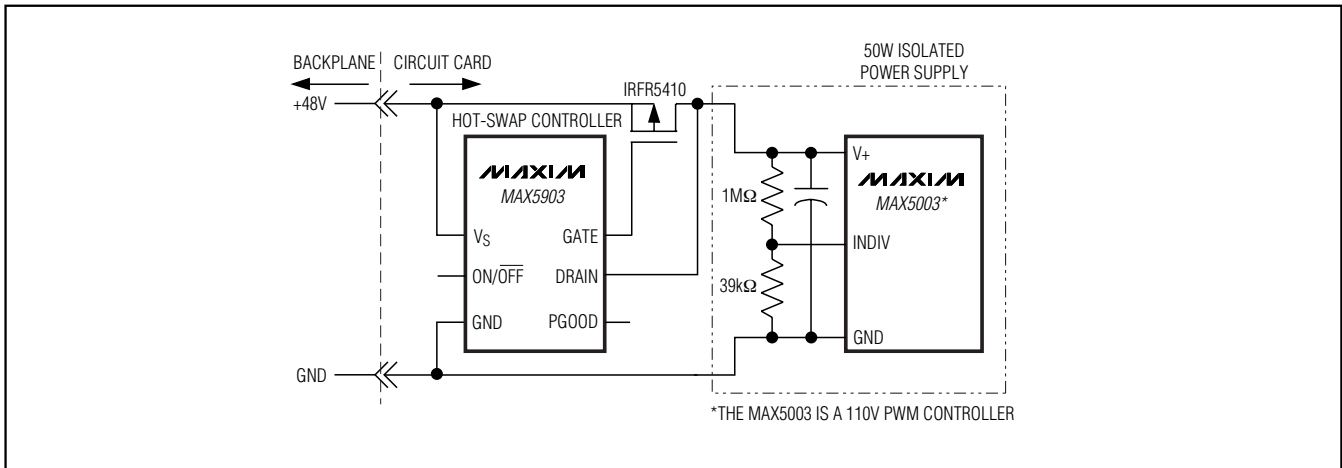 50W ISOLATED
POWER SUPPLY
BACKPLANE CIRCUIT CARD
IRFR5410
+48V
HOT-SWAP CONTROLLER
MAXIM
MAX5903
VS
GATE
ON/OFF
DRAIN
GND
PGOOD
GND
1MΩ
39kΩ
V+
MAXIM
MAX5003*
INDIV
GND
*THE MAX5003 IS A 110V PWM CONTROLLER